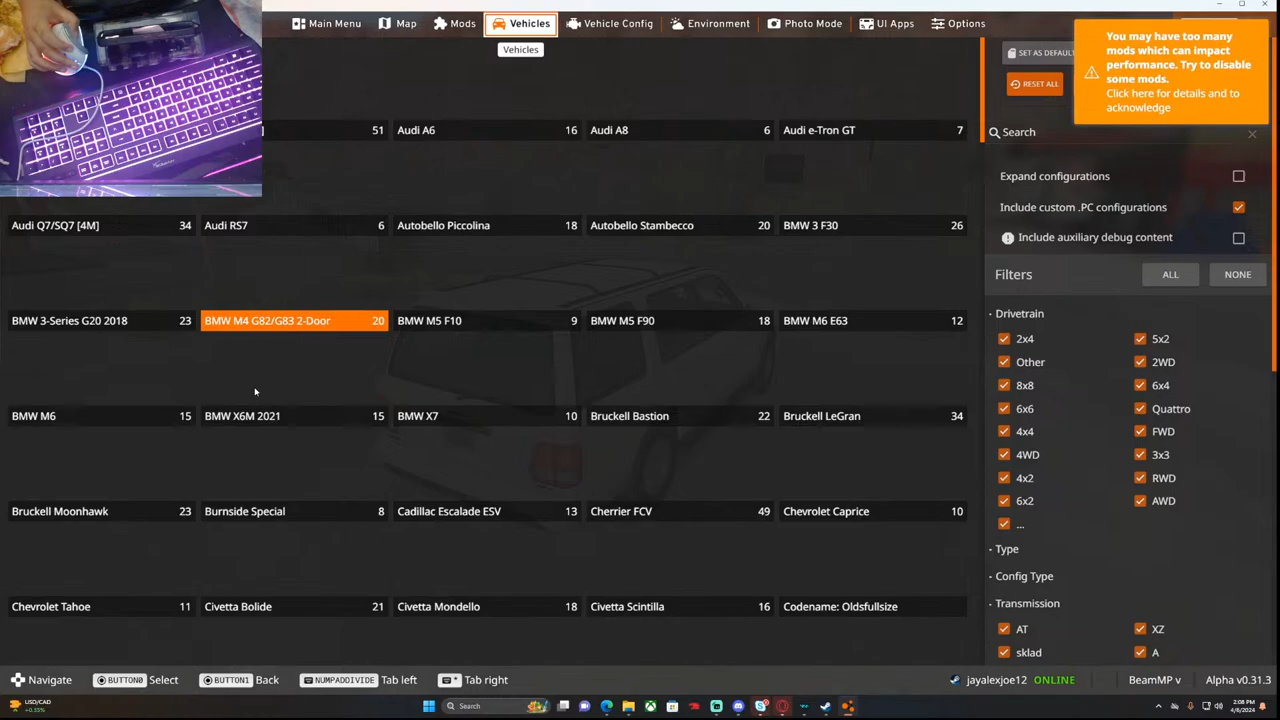 Main Menu Map Mods Vehicles Vehicle Config Environment Photo Mode UI Apps Options
Vehicles
You may have too many
mods which can impact
performance. Try to disable
some mods.
Click here for details and to
acknowledge
SET AS DEFAULT
RESET ALL
] 51 Audi A6 16 Audi A8 6 Audi e-Tron GT 7
Search
Expand configurations
Include custom .PC configurations
Include auxiliary debug content
Audi Q7/SQ7 [4M] 34 Audi RS7 6 Autobello Piccolina 18 Autobello Stambecco 20 BMW 3 F30 26
Filters ALL NONE
BMW 3-Series G20 2018 23 BMW M4 G82/G83 2-Door 20 BMW M5 F10 9 BMW M5 F90 18 BMW M6 E63 12
Drivetrain
2x4 5x2
Other 2WD
8x8 6x4
6x6 Quattro
BMW M6 15 BMW X6M 2021 15 BMW X7 10 Bruckell Bastion 22 Bruckell LeGran 34
4x4 FWD
4WD 3x3
4x2 RWD
6x2 AWD
...
Bruckell Moonhawk 23 Burnside Special 8 Cadillac Escalade ESV 13 Cherrier FCV 49 Chevrolet Caprice 10
Type
Config Type
Transmission
Chevrolet Tahoe 11 Civetta Bolide 21 Civetta Mondello 18 Civetta Scintilla 16 Codename: Oldsfullsize
AT XZ
sklad A
Navigate BUTTON0 Select BUTTON1 Back NUMPADDIVIDE Tab left * Tab right jayalexjoe12 ONLINE BeamMP v Alpha v0.31.3
USD/CAD
+0.35%
Search
2:08 PM
4/8/2024